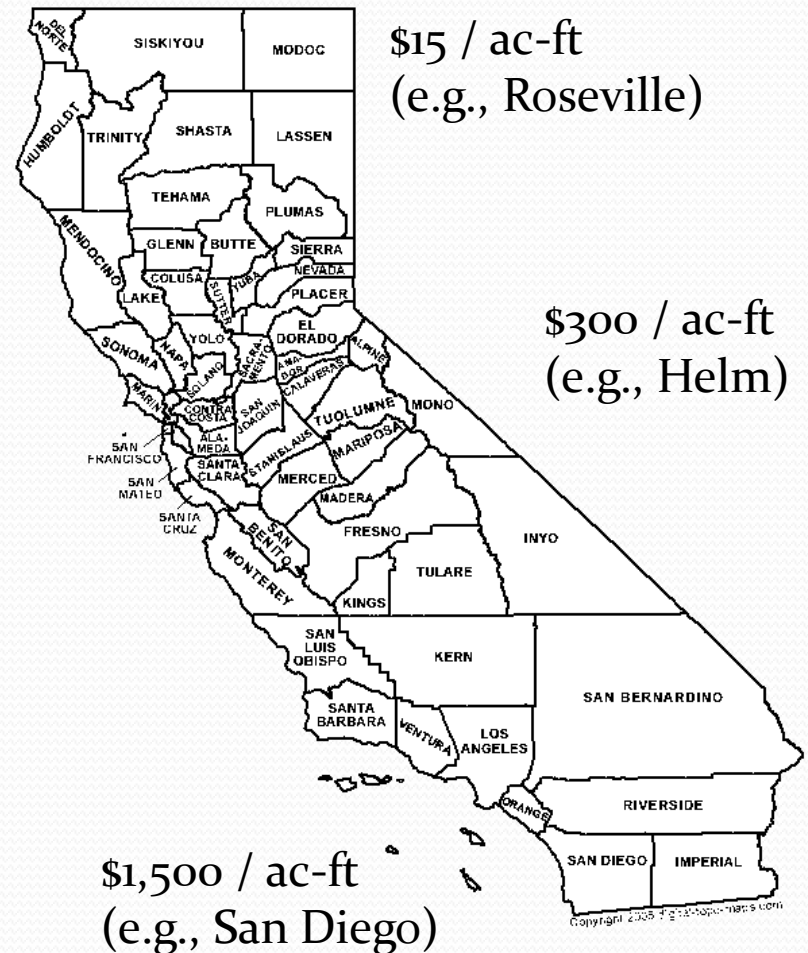 DEL
NORTE
SISKIYOU
MODOC
$15 / ac-ft
(e.g., Roseville)
HUMBOLDT
TRINITY
SHASTA
LASSEN
TEHAMA
PLUMAS
MENDOCINO
GLENN
BUTTE
SIERRA
NEVADA
COLUSA
YUBA
PLACER
LAKE
SUTTER
$300 / ac-ft
(e.g., Helm)
EL
DORADO
ALPINE
YOLO
SONOMA
NAPA
SACRA-
MENTO
AMA-
DOR
CALAVERAS
SOLANO
MARIN
CONTRA
COSTA
SAN
JOAQUIN
TUOLUMNE
MONO
ALA-
MEDA
STANISLAUS
MARIPOSA
SAN
FRANCISCO
SANTA
CLARA
MERCED
SAN
MATEO
MADERA
SANTA
CRUZ
SAN
BENITO
FRESNO
INYO
MONTEREY
TULARE
KINGS
SAN
LUIS
OBISPO
KERN
SAN BERNARDINO
SANTA
BARBARA
VENTURA
LOS
ANGELES
ORANGE
RIVERSIDE
SAN DIEGO
IMPERIAL
$1,500 / ac-ft
(e.g., San Diego)
Copyright